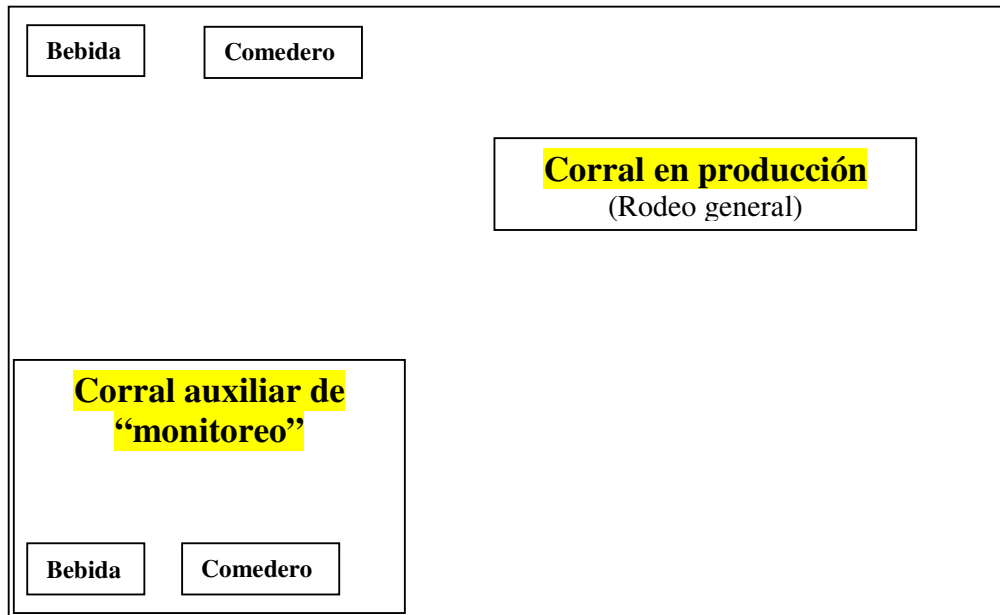 Bebida
Comedero
Corral en producción
(Rodeo general)
Corral auxiliar de
“monitoreo”
Bebida
Comedero